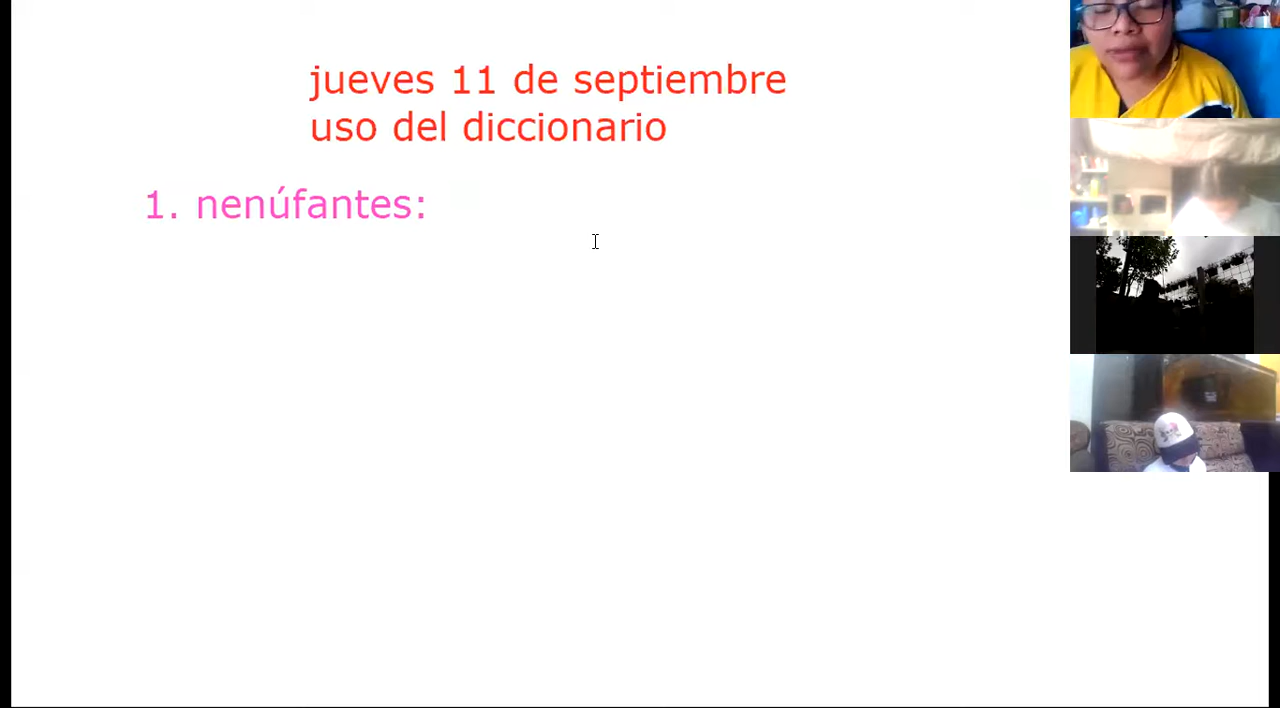 jueves 11 de septiembre
uso del diccionario
1. nenúfantes: